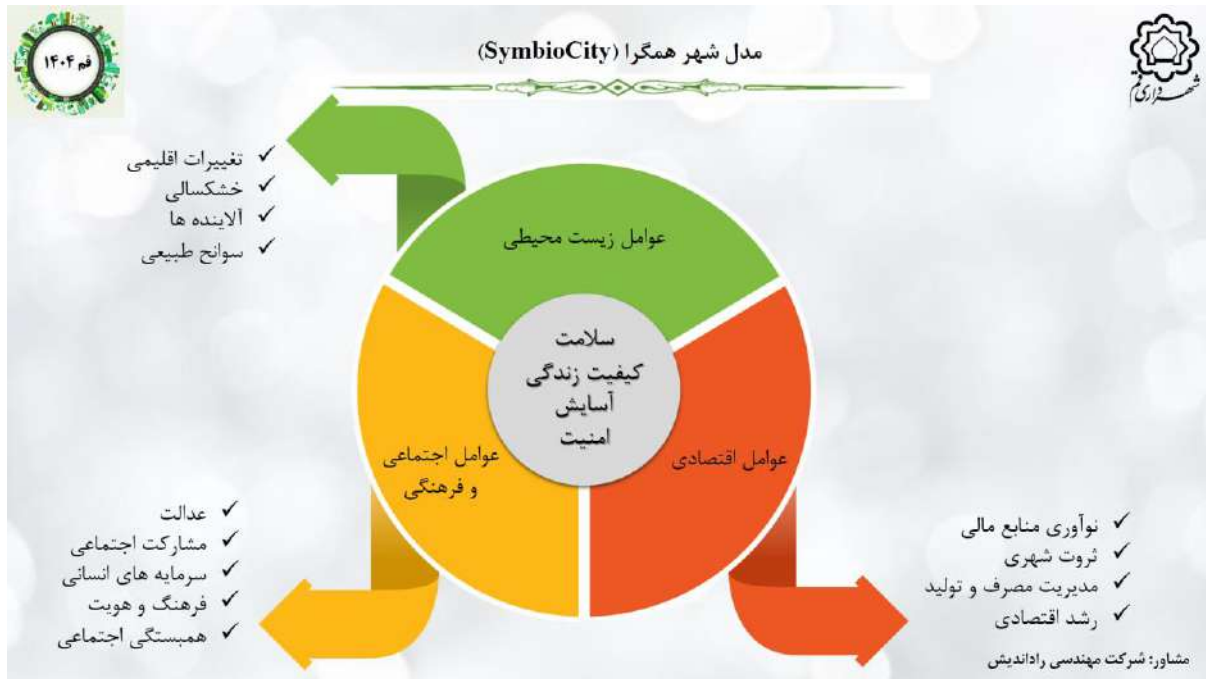 مدل شهر همگرا (SymbioCity)
قم ۱۴۰۴
شهرداری قم
تغییرات اقلیمی
خشکسالی
آلاینده ها
سوانح طبیعی
عوامل زیست محیطی
سلامت
کیفیت زندگی
آسایش
امنیت
عوامل اقتصادی
عوامل اجتماعی
و فرهنگی
نوآوری منابع مالی
ثروت شهری
مدیریت مصرف و تولید
رشد اقتصادی
عدالت
مشارکت اجتماعی
سرمایه های انسانی
فرهنگ و هویت
همبستگی اجتماعی
مشاور: شرکت مهندسی راداندیش